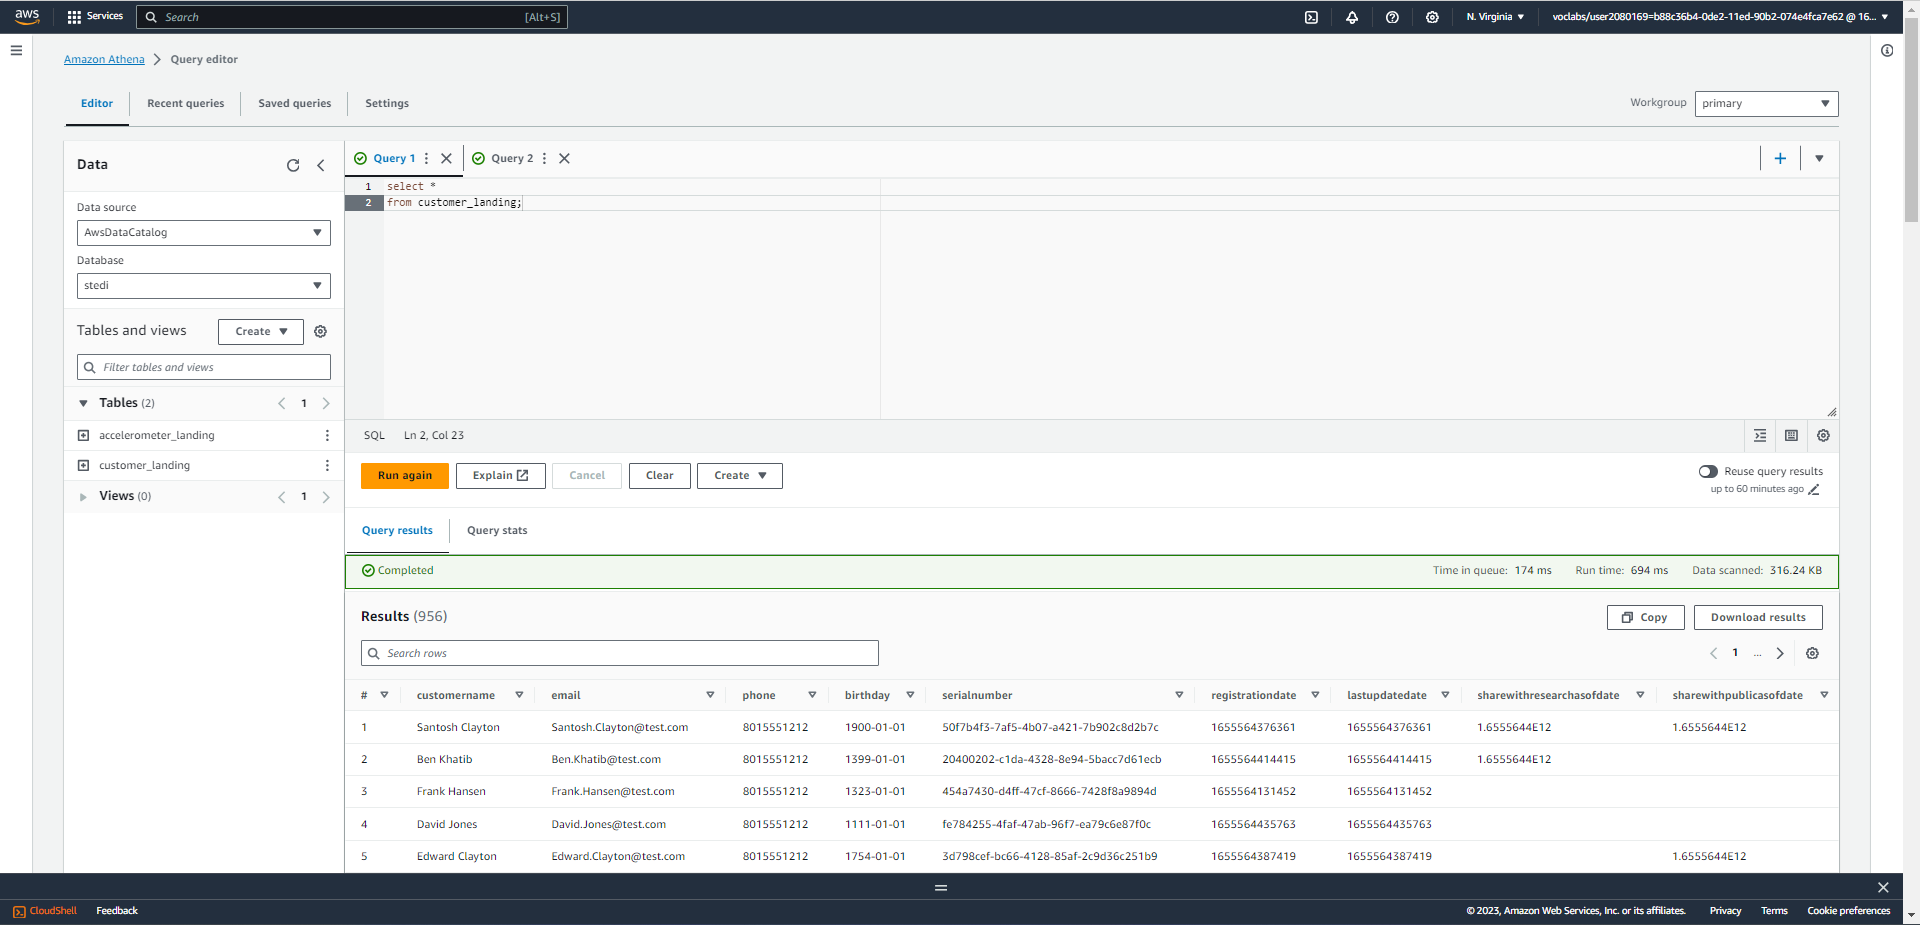 aws Services Search [Alt+S] N. Virginia voclabs/user2080169=b88c36b4-0de2-11ed-90b2-074e4fca7e62 @ 16...
Amazon Athena Query editor
Editor Recent queries Saved queries Settings Workgroup primary
Data
Data source
AwsDataCatalog
Database
stedi
Tables and views Create
Filter tables and views
Tables (2) 1
accelerometer_landing
customer_landing
Views (0) 1
Query 1 Query 2
1 select *
2 from customer_landing;
SQL Ln 2, Col 23
Run again Explain Cancel Clear Create Reuse query results
up to 60 minutes ago
Query results Query stats
Completed Time in queue: 174 ms Run time: 694 ms Data scanned: 316.24 KB
Results (956) Copy Download results
Search rows 1 ...
# customername email phone birthday serialnumber registrationdate lastupdatedate sharewithresearchasofdate sharewithpublicasofdate
1 Santosh Clayton Santosh.Clayton@test.com 8015551212 1900-01-01 50f7b4f3-7af5-4b07-a421-7b902c8d2b7c 1655564376361 1655564376361 1.6555644E12 1.6555644E12
2 Ben Khatib Ben.Khatib@test.com 8015551212 1399-01-01 20400202-c1da-4328-8e94-5bacc7d61ecb 1655564414415 1655564414415 1.6555644E12
3 Frank Hansen Frank.Hansen@test.com 8015551212 1323-01-01 454a7430-d4ff-47cf-8666-7428f8a9894d 1655564131452 1655564131452
4 David Jones David.Jones@test.com 8015551212 1111-01-01 fe784255-4faf-47ab-96f7-ea79c6e87f0c 1655564435763 1655564435763
5 Edward Clayton Edward.Clayton@test.com 8015551212 1754-01-01 3d798cef-bc66-4128-85af-2c9d36c251b9 1655564387419 1655564387419 1.6555644E12
CloudShell Feedback © 2023, Amazon Web Services, Inc. or its affiliates. Privacy Terms Cookie preferences